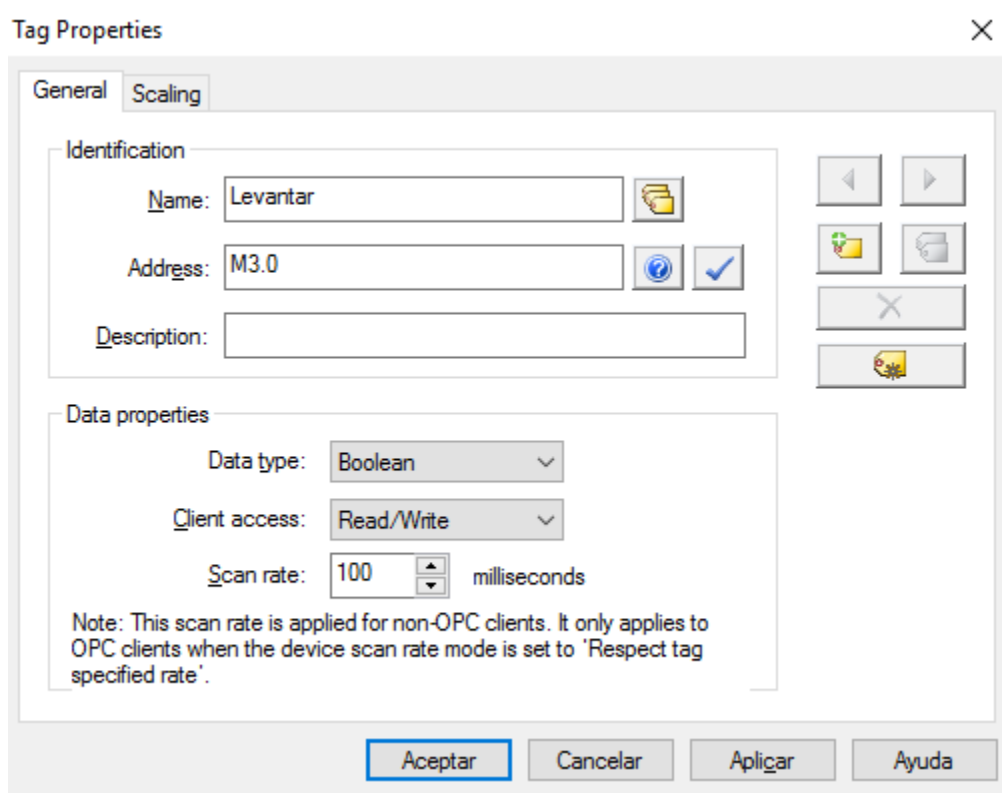 Tag Properties
General Scaling
Identification
Name: Levantar
Address: M3.0
Description:
Data properties
Data type: Boolean
Client access: Read/Write
Scan rate: 100 milliseconds
Note: This scan rate is applied for non-OPC clients. It only applies to
OPC clients when the device scan rate mode is set to 'Respect tag
specified rate'.
Aceptar Cancelar Aplicar Ayuda